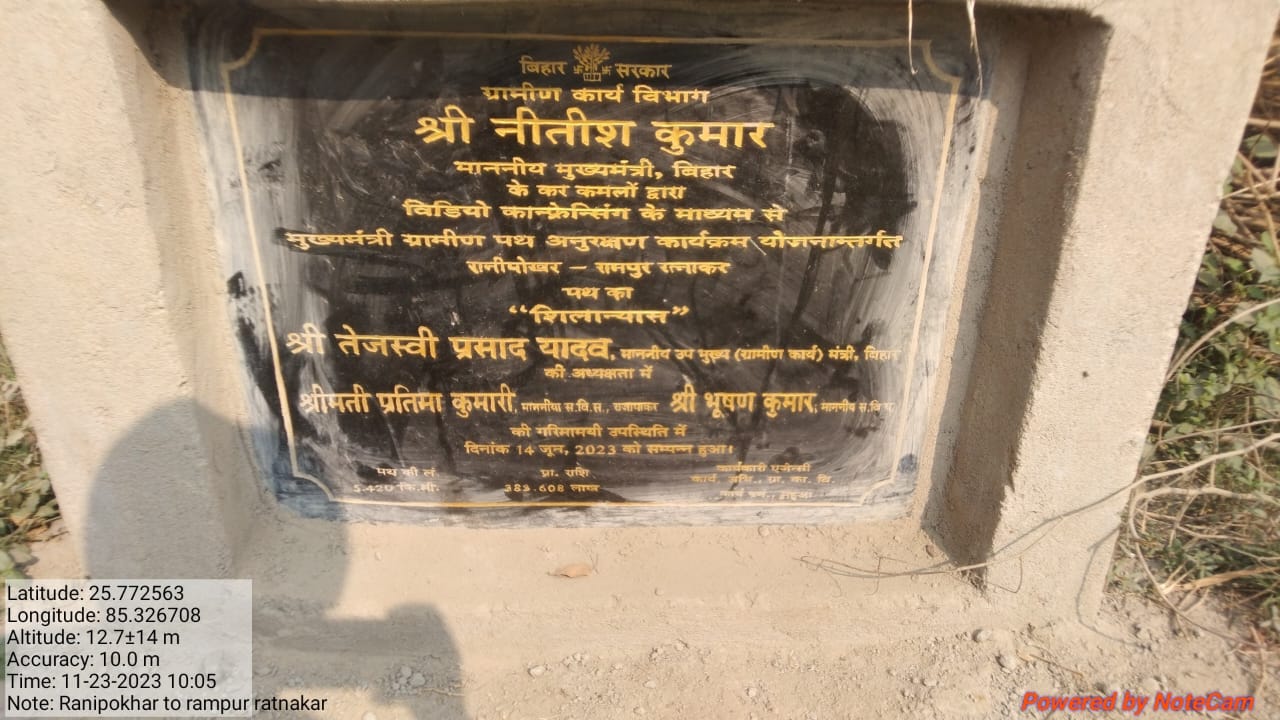 बिहार सरकार
ग्रामीण कार्य विभाग
श्री नीतीश कुमार
माननीय मुख्यमंत्री, बिहार
के कर कमलों द्वारा
विडियो कान्फ्रेन्सिंग के माध्यम से
मुख्यमंत्री ग्रामीण पथ अनुरक्षण कार्यक्रम योजनान्तर्गत
रानीपोखर – रामपुर रत्नाकर
पथ का
“शिलान्यास”
श्री तेजस्वी प्रसाद यादव, माननीय उप मुख्य (ग्रामीण कार्य) मंत्री, बिहार
की अध्यक्षता में
श्रीमती प्रतिमा कुमारी, माननीया स.वि.स., राजापाकर श्री भूषण कुमार, माननीय स.वि.प.
की गरिमामयी उपस्थिति में
दिनांक 14 जून, 2023 को सम्पन्न हुआ।
पथ की लं. प्रा. राशि कार्यकारी एजेन्सी
5.420 कि.मी. 383.608 लाख कार्य. अभि. ग्रा. का. वि.
कार्य
Latitude: 25.772563
Longitude: 85.326708
Altitude: 12.7±14 m
Accuracy: 10.0 m
Time: 11-23-2023 10:05
Note: Ranipokhar to rampur ratnakar
Powered by NoteCam